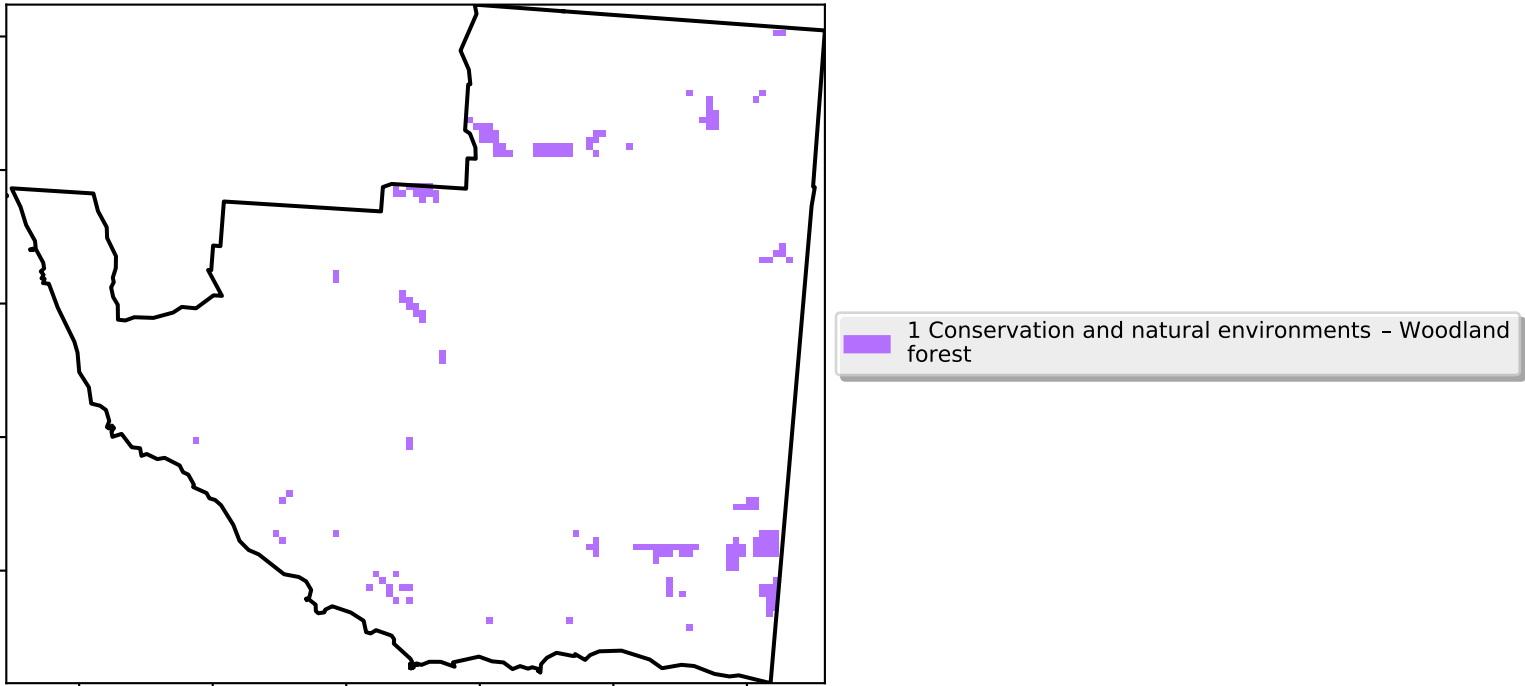 1 Conservation and natural environments – Woodland
forest